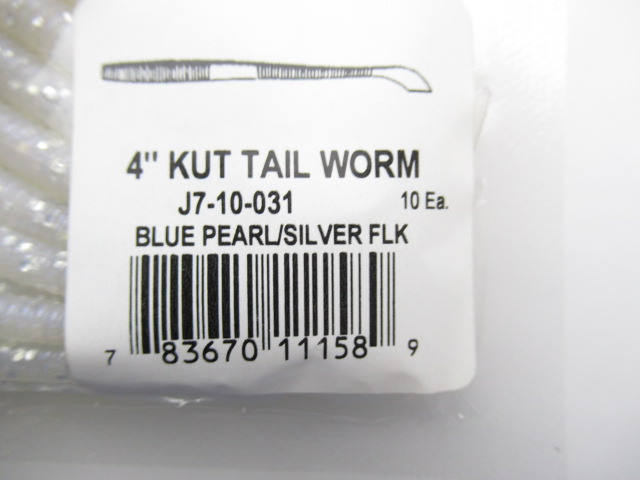 4" KUT TAIL WORM
J7-10-031 10 Ea.
BLUE PEARL/SILVER FLK
7 83670 11158 9